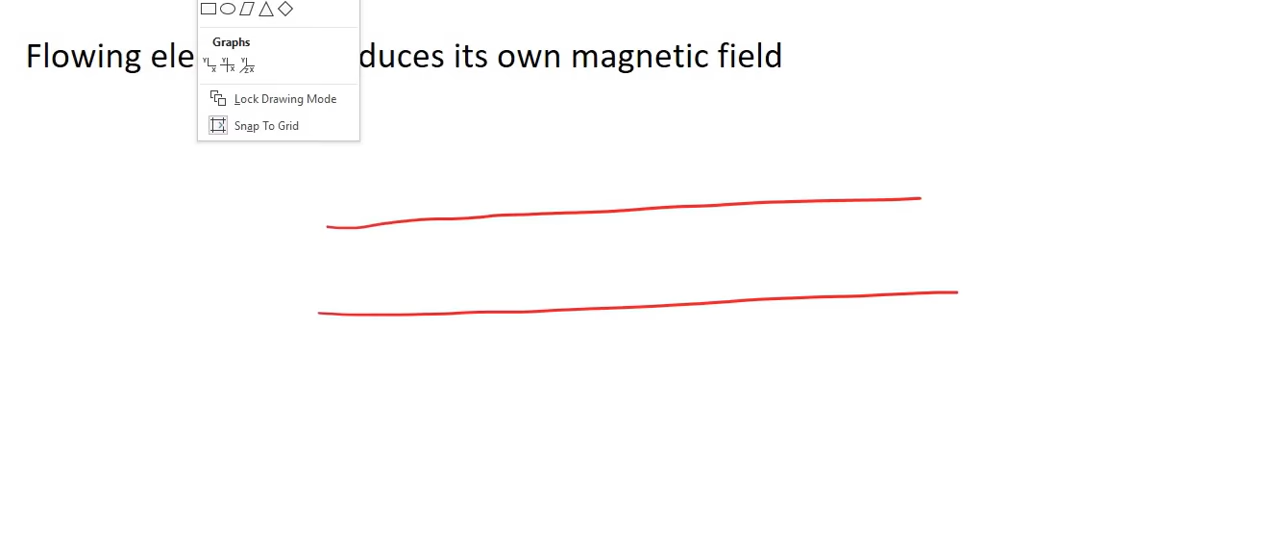 Graphs
Flowing ele duces its own magnetic field
Lock Drawing Mode
Snap To Grid